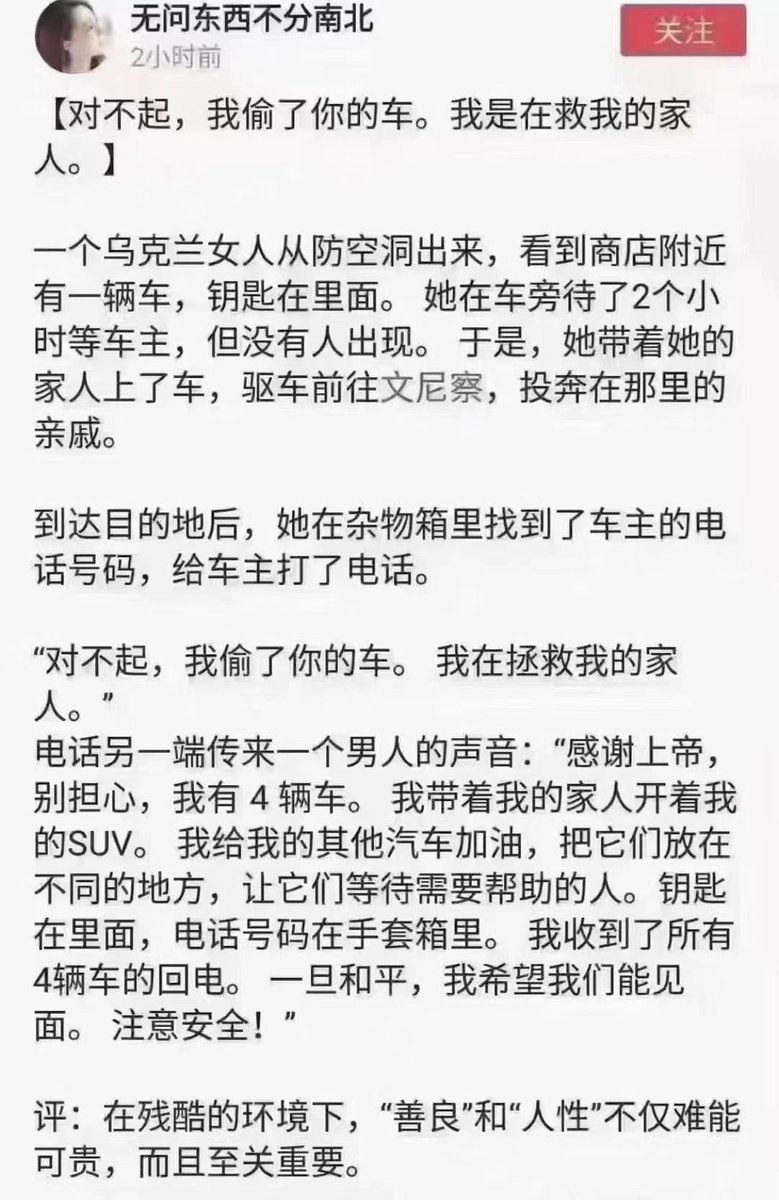 无问东西不分南北
2小时前
关注
【对不起，我偷了你的车。我是在救我的家
人。】
一个乌克兰女人从防空洞出来，看到商店附近
有一辆车，钥匙在里面。 她在车旁待了2个小
时等车主，但没有人出现。 于是，她带着她的
家人上了车，驱车前往文尼察，投奔在那里的
亲戚。
到达目的地后，她在杂物箱里找到了车主的电
话号码，给车主打了电话。
“对不起，我偷了你的车。 我在拯救我的家
人。”
电话另一端传来一个男人的声音：“感谢上帝，
别担心，我有 4 辆车。 我带着我的家人开着我
的SUV。 我给我的其他汽车加油，把它们放在
不同的地方，让它们等待需要帮助的人。钥匙
在里面，电话号码在手套箱里。 我收到了所有
4辆车的回电。 一旦和平，我希望我们能见
面。 注意安全！”
评：在残酷的环境下，“善良”和“人性”不仅难能
可贵，而且至关重要。